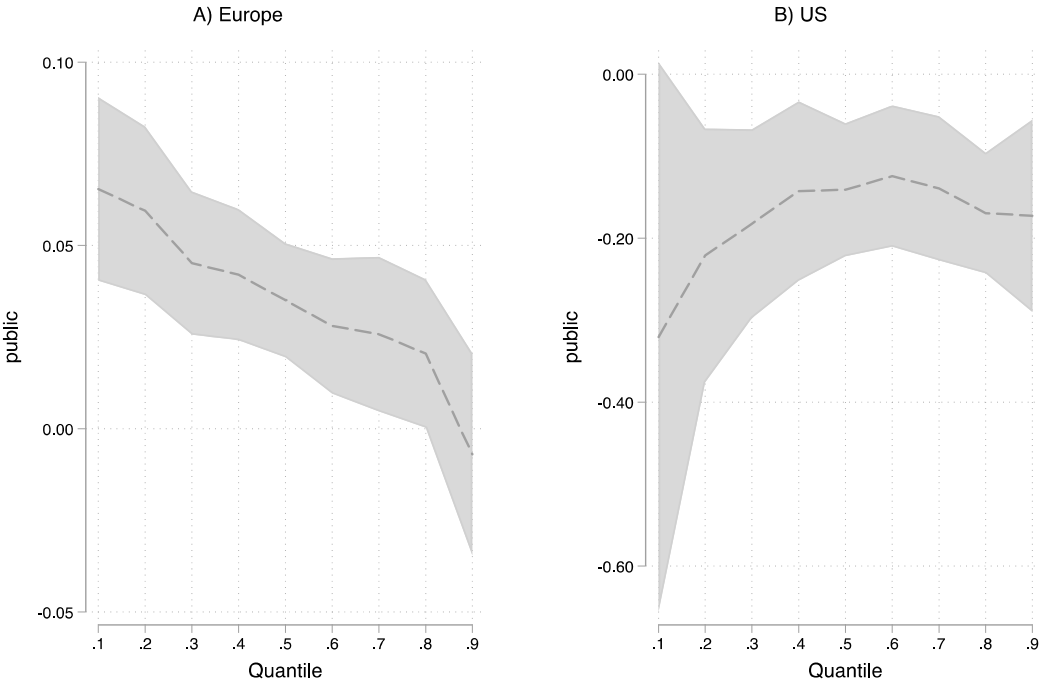 A) Europe
0.10
0.05
0.00
-0.05
public
.1 .2 .3 .4 .5 .6 .7 .8 .9
Quantile
B) US
0.00
-0.20
-0.40
-0.60
public
.1 .2 .3 .4 .5 .6 .7 .8 .9
Quantile